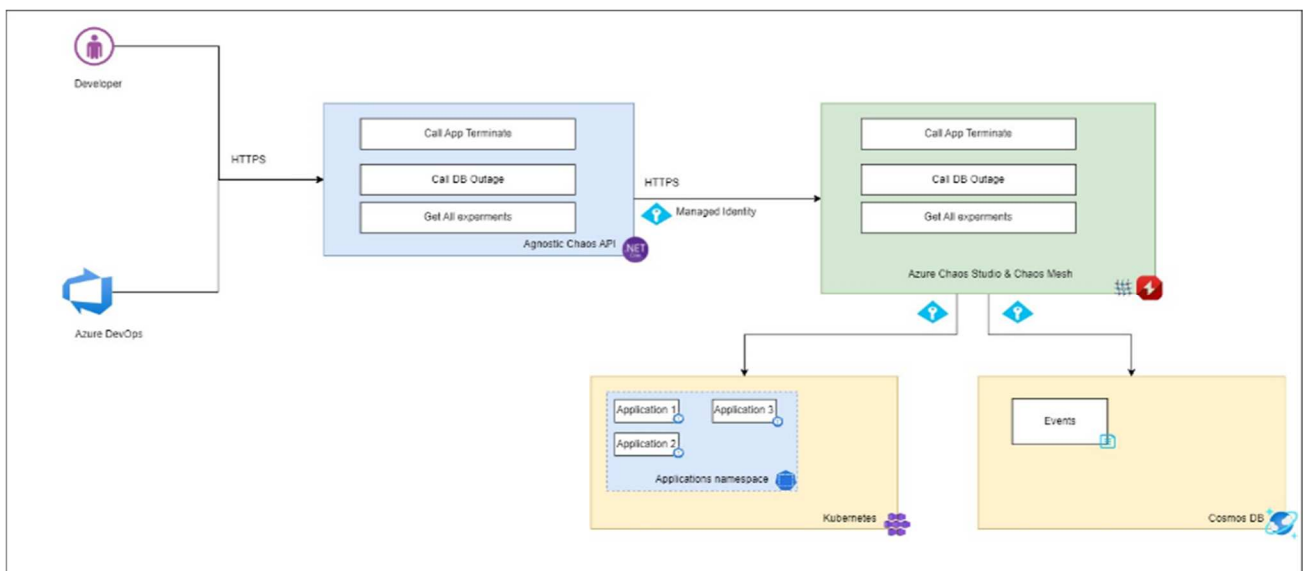 Developer
HTTPS
Azure DevOps
Call App Terminate
Call DB Outage
Get All experments
Agnostic Chaos API
.NET
CORE
HTTPS
Managed Identity
Call App Terminate
Call DB Outage
Get All experments
Azure Chaos Studio & Chaos Mesh
Application 1
Application 3
Application 2
Applications namespace
Kubernetes
Events
Cosmos DB